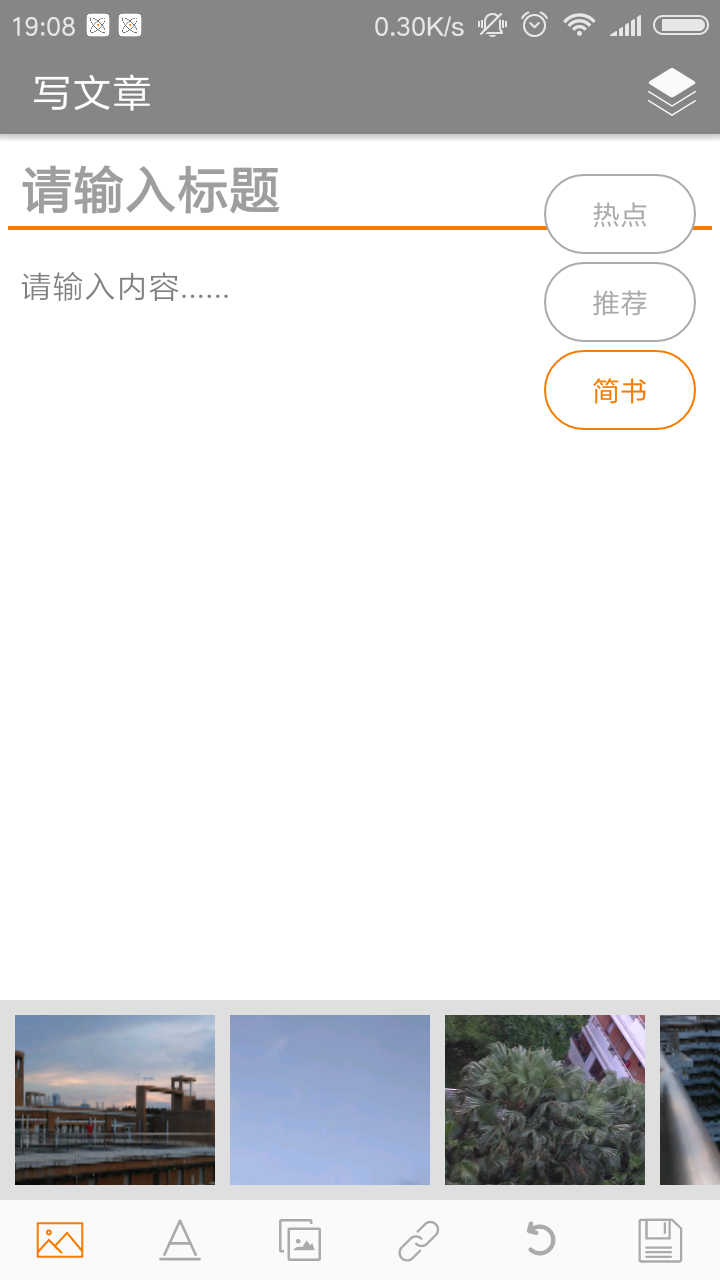 19:08 0.30K/s
写文章
请输入标题
热点
请输入内容......
推荐
简书